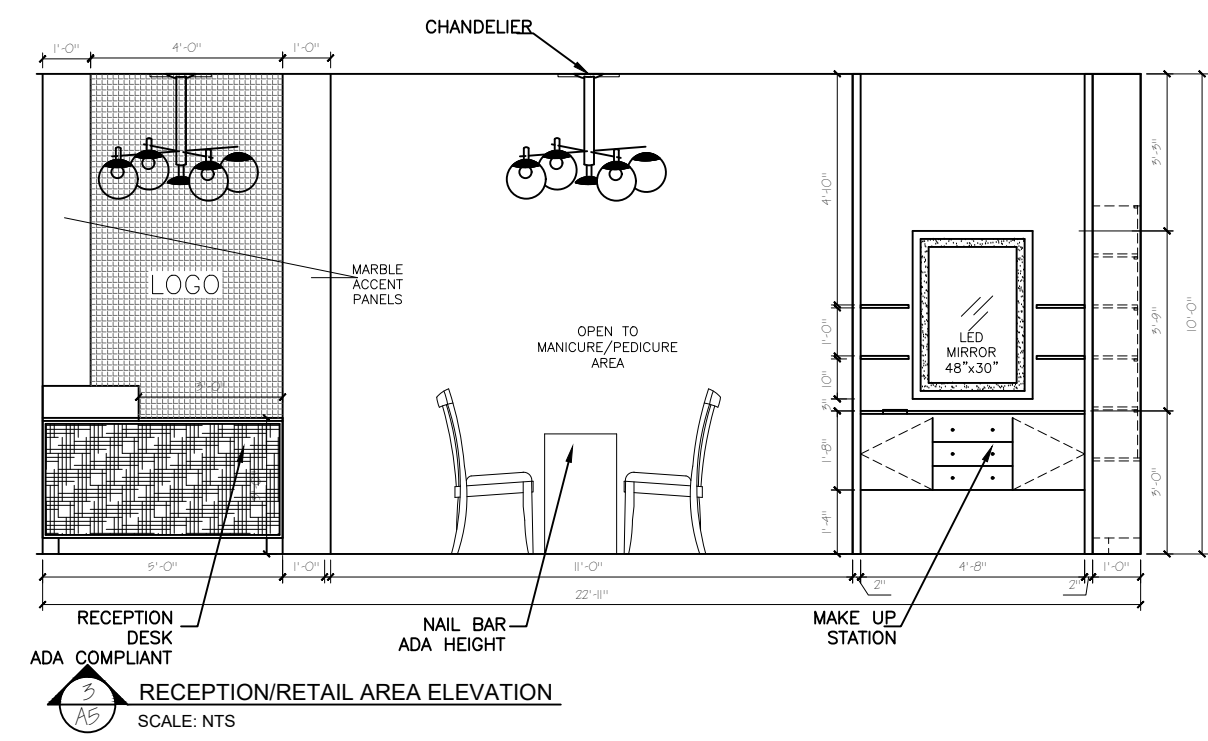 CHANDELIER
1'-0"
4'-0"
1'-0"
LOGO
MARBLE
ACCENT
PANELS
OPEN TO
MANICURE/PEDICURE
AREA
LED
MIRROR
48"x30"
4'-10"
1'-0"
10"
3"
1'-8"
1'-4"
3'-3"
3'-9"
3'-0"
10'-0"
3'-0"
5'-0"
1'-0"
11'-0"
2"
4'-8"
2"
1'-0"
22'-11"
RECEPTION
DESK
ADA COMPLIANT
NAIL BAR
ADA HEIGHT
MAKE UP
STATION
3
A5
RECEPTION/RETAIL AREA ELEVATION
SCALE: NTS